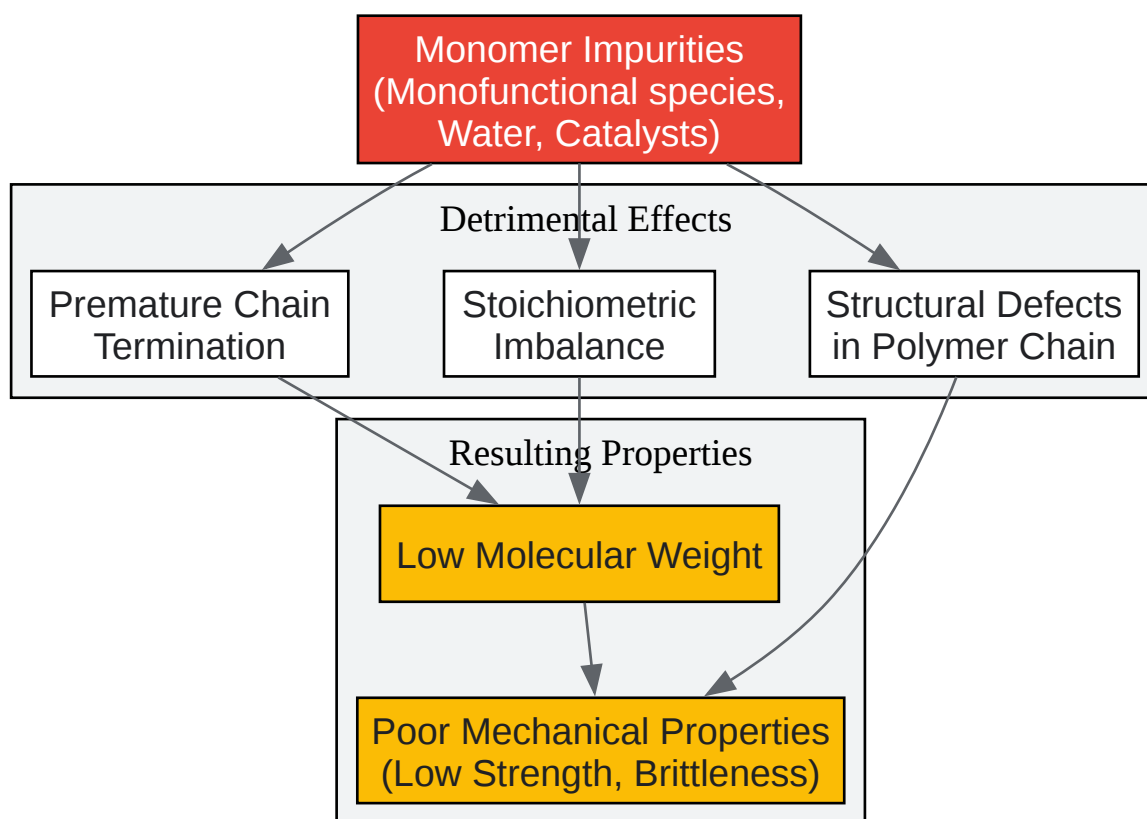 Monomer Impurities
(Monofunctional species,
Water, Catalysts)
Detrimental Effects
Premature Chain
Termination
Stoichiometric
Imbalance
Structural Defects
in Polymer Chain
Resulting Properties
Low Molecular Weight
Poor Mechanical Properties
(Low Strength, Brittleness)